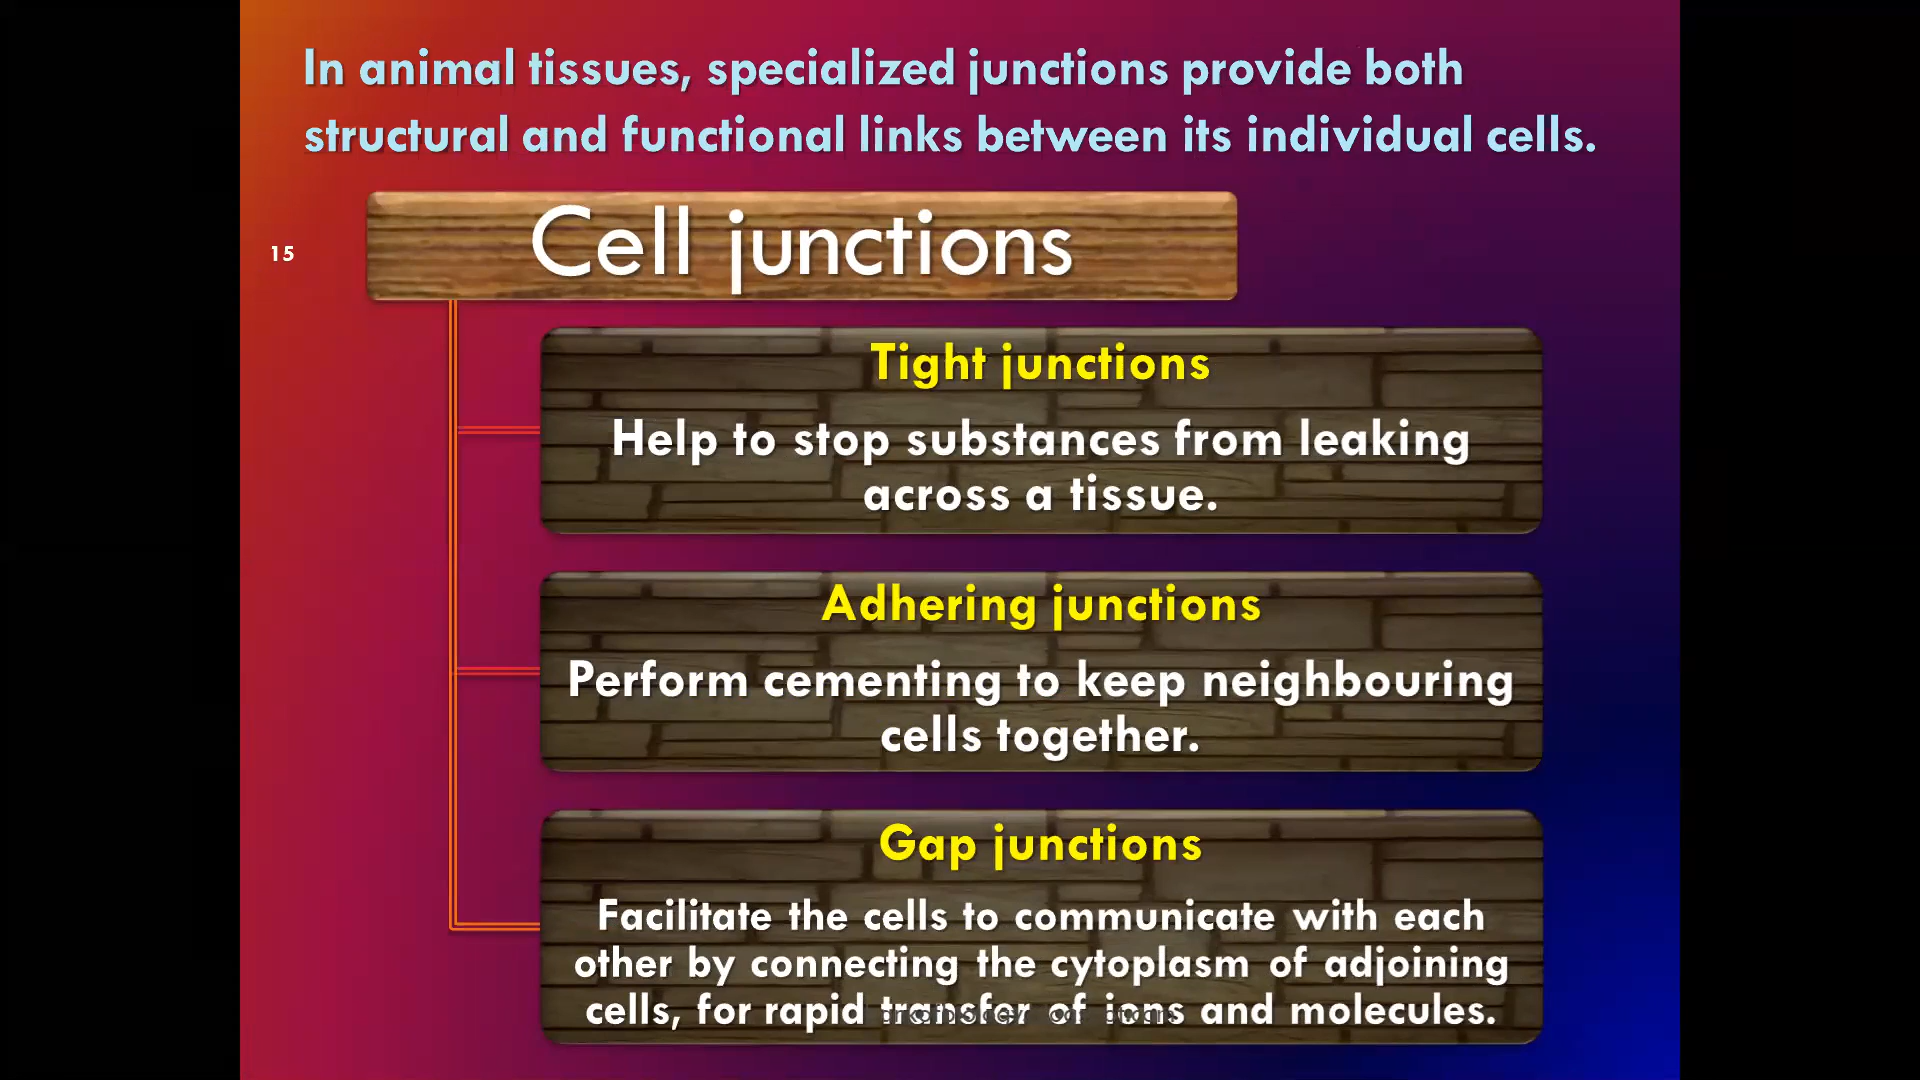 In animal tissues, specialized junctions provide both
structural and functional links between its individual cells.
Cell junctions
15
Tight junctions
Help to stop substances from leaking
across a tissue.
Adhering junctions
Perform cementing to keep neighbouring
cells together.
Gap junctions
Facilitate the cells to communicate with each
other by connecting the cytoplasm of adjoining
cells, for rapid transfer of ions and molecules.